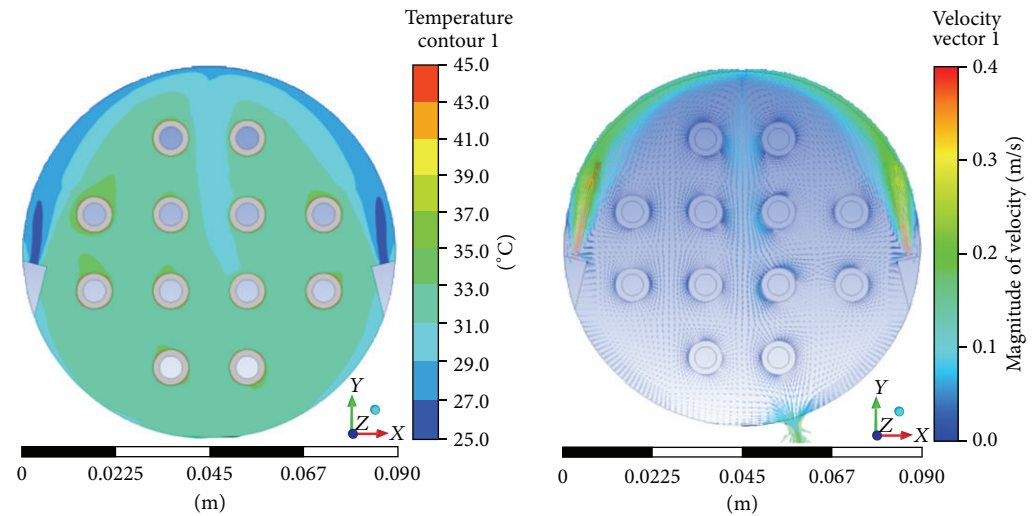 Temperature
contour 1
45.0
43.0
41.0
39.0
37.0
35.0
33.0
31.0
29.0
27.0
25.0
(°C)
Y
Z
X
0
0.0225
0.045
0.067
0.090
(m)
Velocity
vector 1
0.4
0.3
0.2
0.1
0.0
Magnitude of velocity (m/s)
Y
Z
X
0
0.0225
0.045
0.067
0.090
(m)